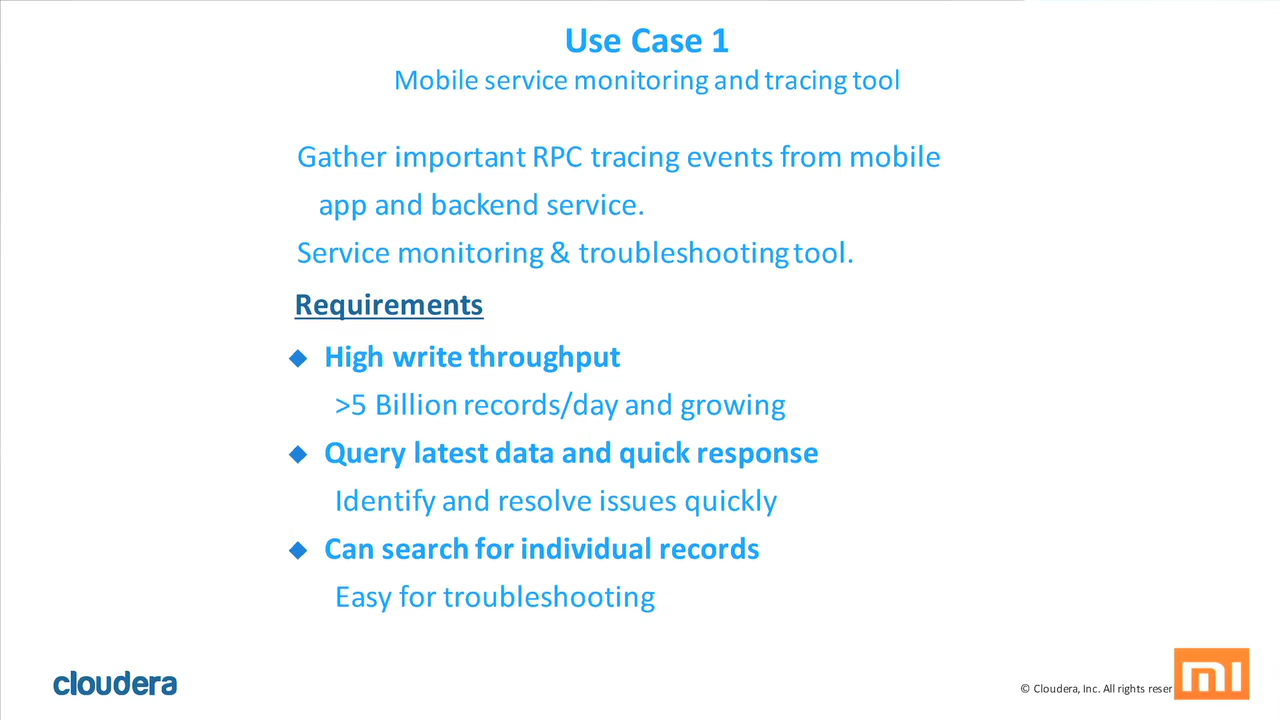 Use Case 1
Mobile service monitoring and tracing tool
Gather important RPC tracing events from mobile
app and backend service.
Service monitoring & troubleshooting tool.
Requirements
High write throughput
>5 Billion records/day and growing
Query latest data and quick response
Identify and resolve issues quickly
Can search for individual records
Easy for troubleshooting
cloudera
© Cloudera, Inc. All rights reser
mi